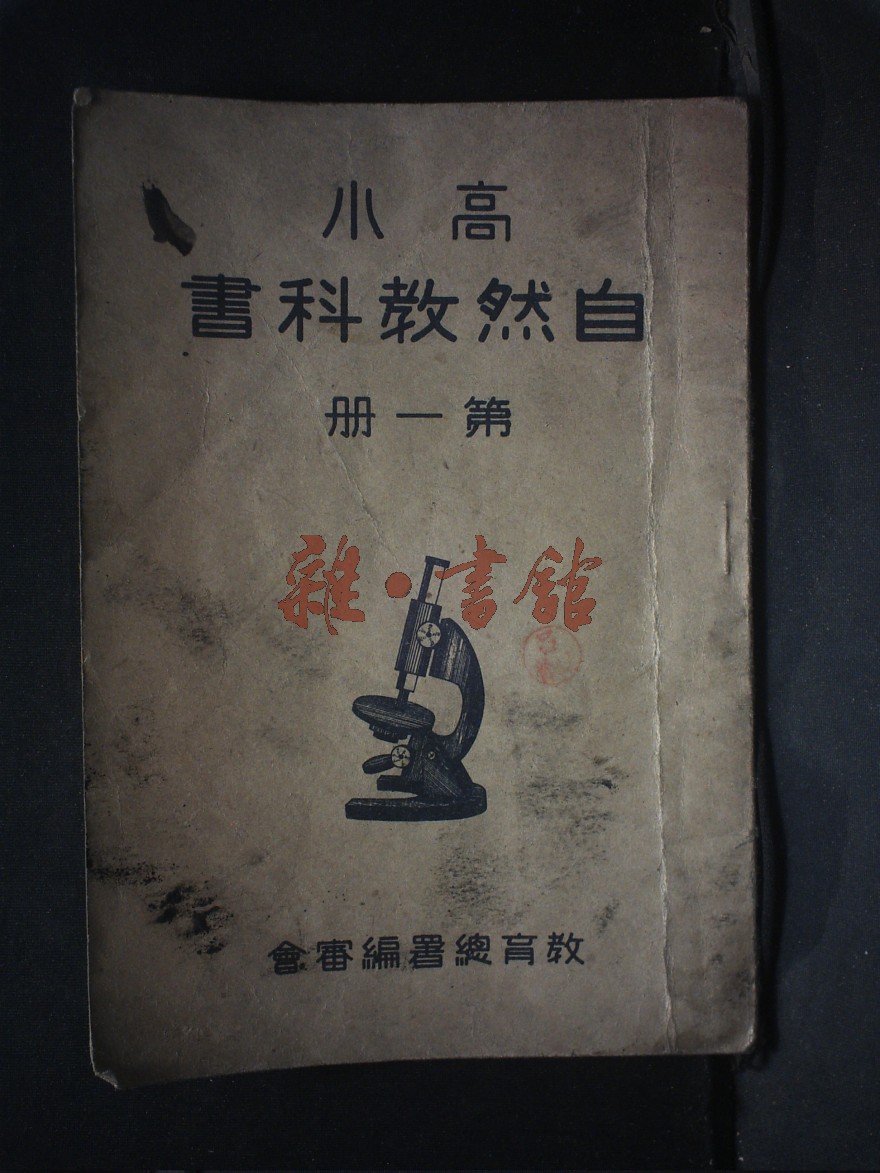 高小
自然教科書
第一册
雜·書館
教育總署編審會